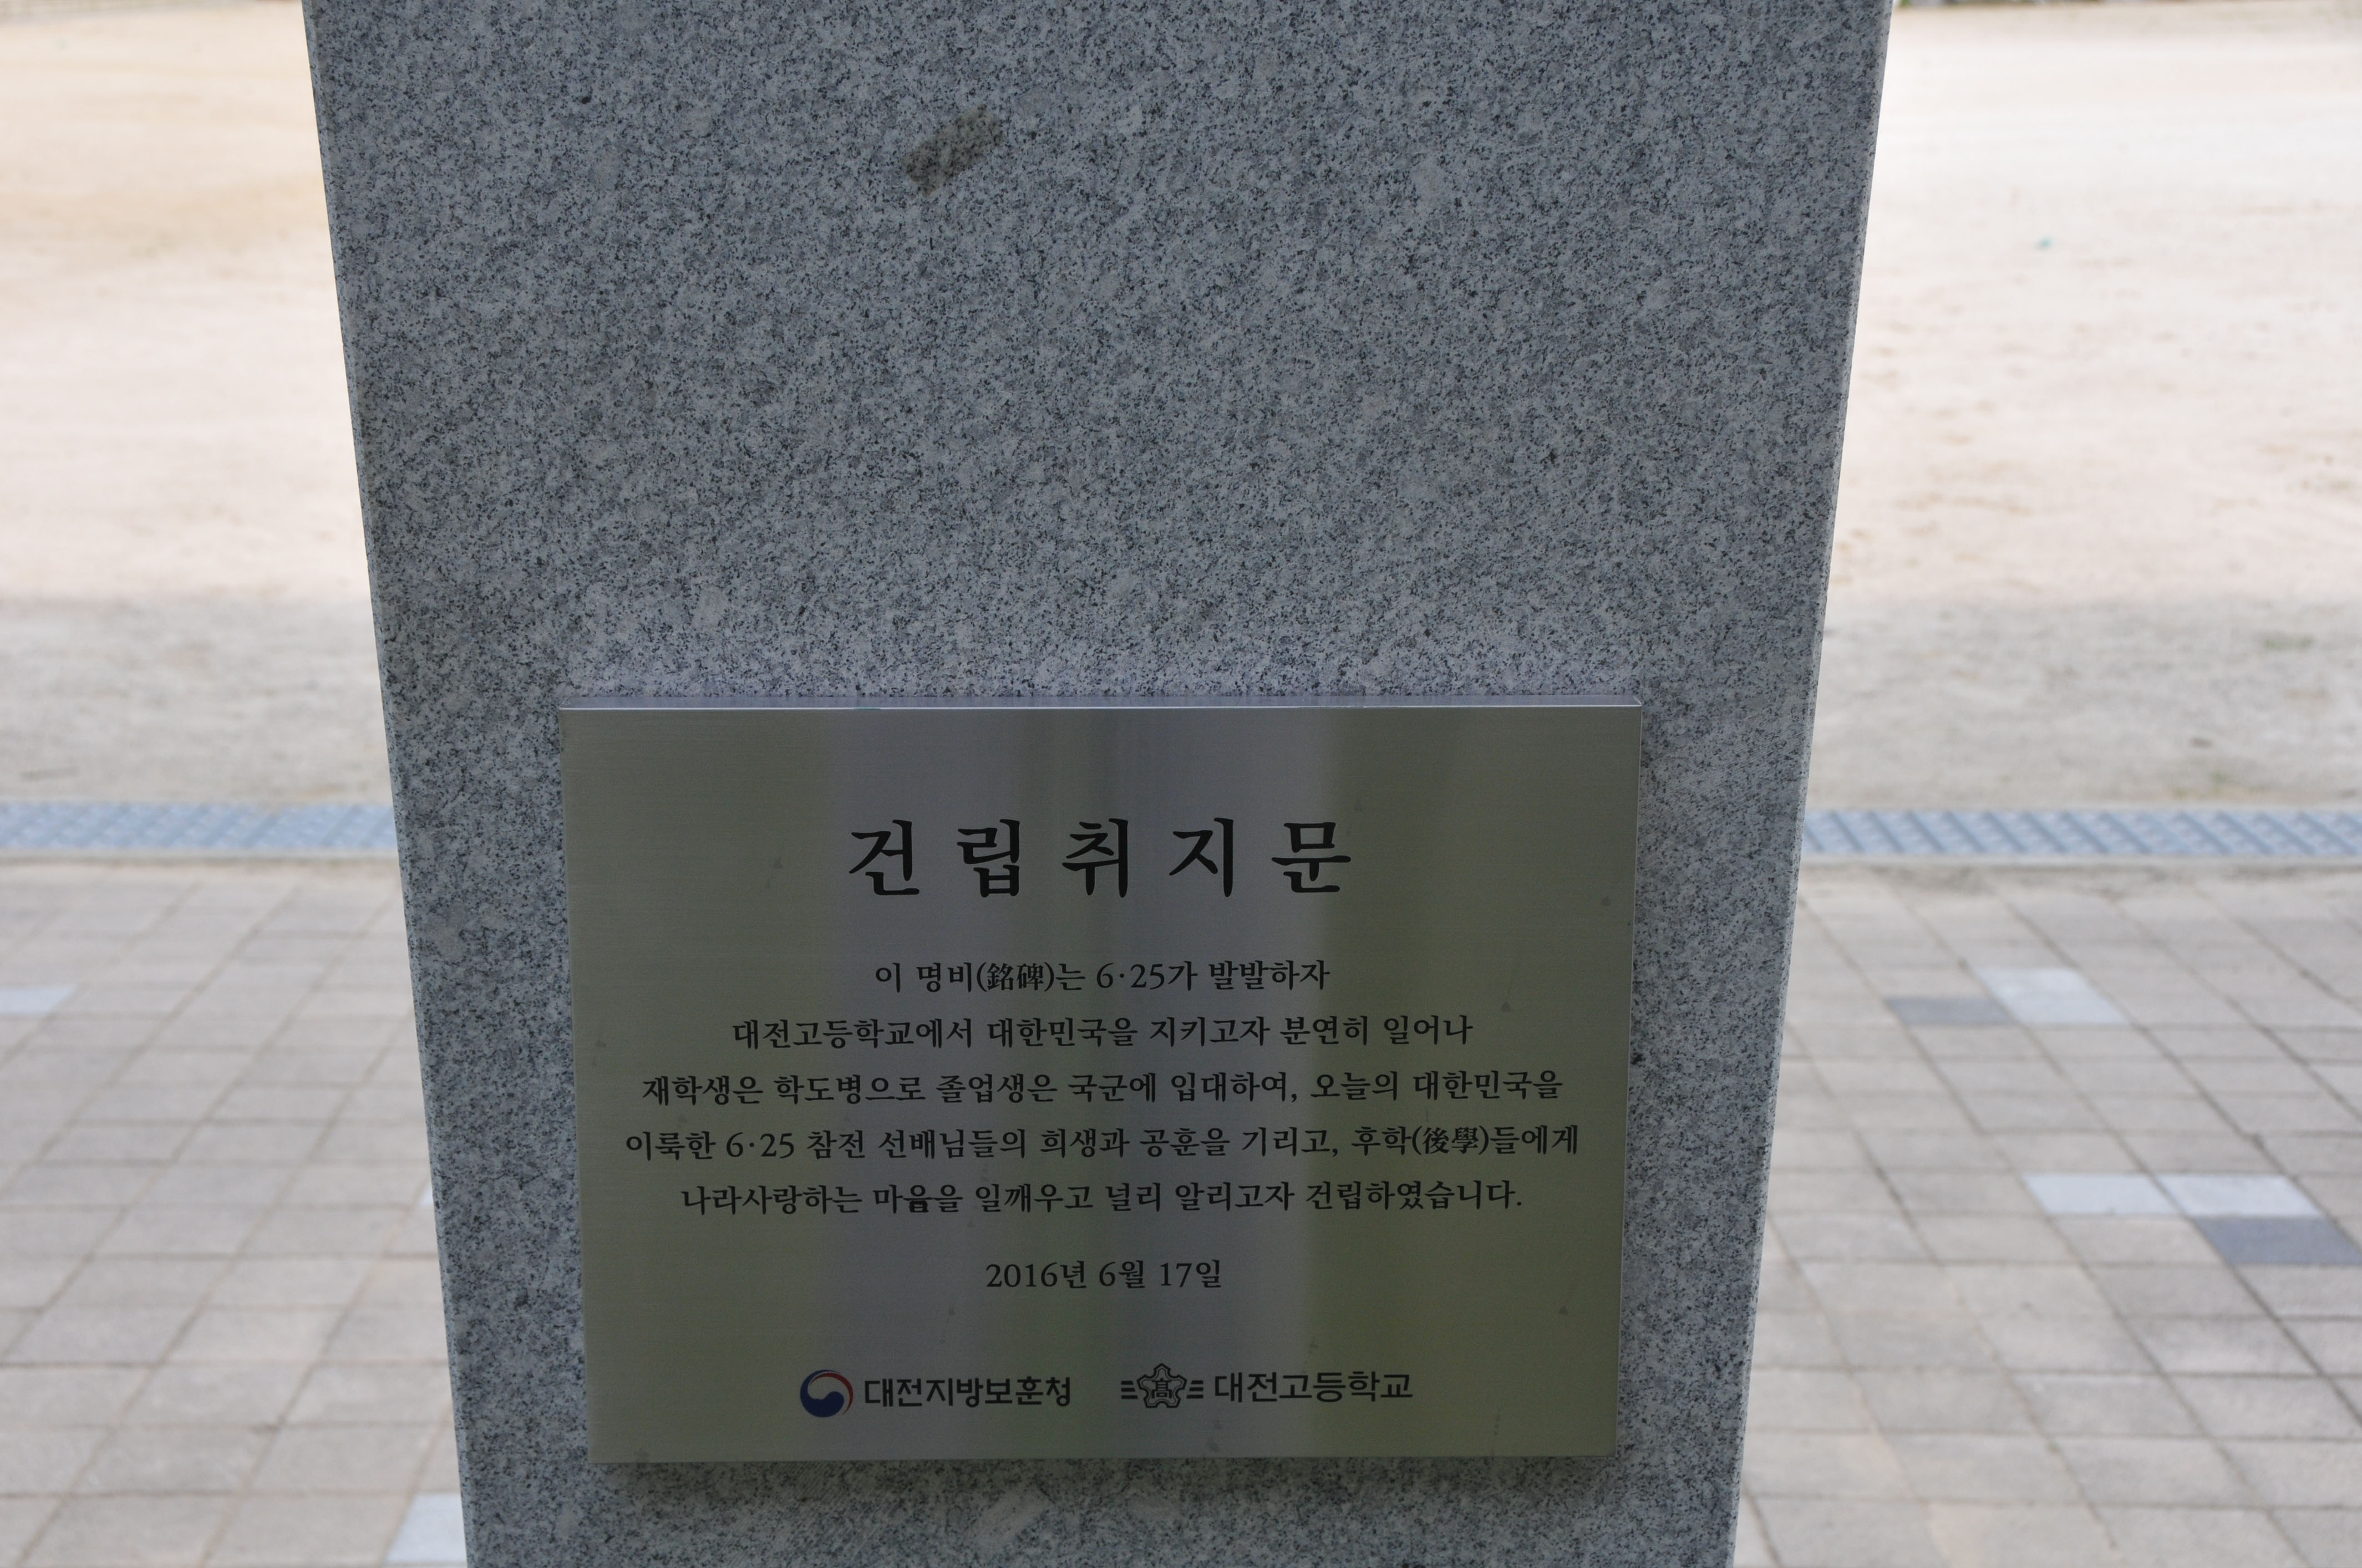 건립취지문
이 명비(銘碑)는 6·25가 발발하자
대전고등학교에서 대한민국을 지키고자 분연히 일어나
재학생은 학도병으로 졸업생은 국군에 입대하여, 오늘의 대한민국을
이룩한 6·25 참전 선배님들의 희생과 공훈을 기리고, 후학(後學)들에게
나라사랑하는 마음을 일깨우고 널리 알리고자 건립하였습니다.
2016년 6월 17일
대전지방보훈청 高 대전고등학교